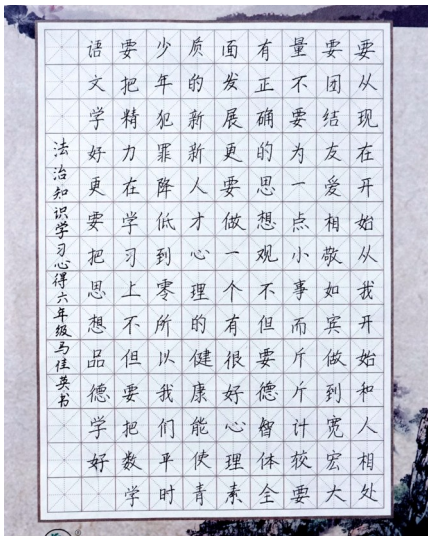 要从现在开始从我开始和人相处
要团结友爱相敬如宾做到宽宏大
量不要为一点小事而斤斤计较要
有正确的思想观不但要德智体全
面发展更要做一个有很好心理素
质的新新人才心理的健康能使青
少年犯罪降低到零所以我们平时
要把精力在学习上不但要把数学
语文学好更要把思想品德学好
法治知识学习心得六年级马佳英书